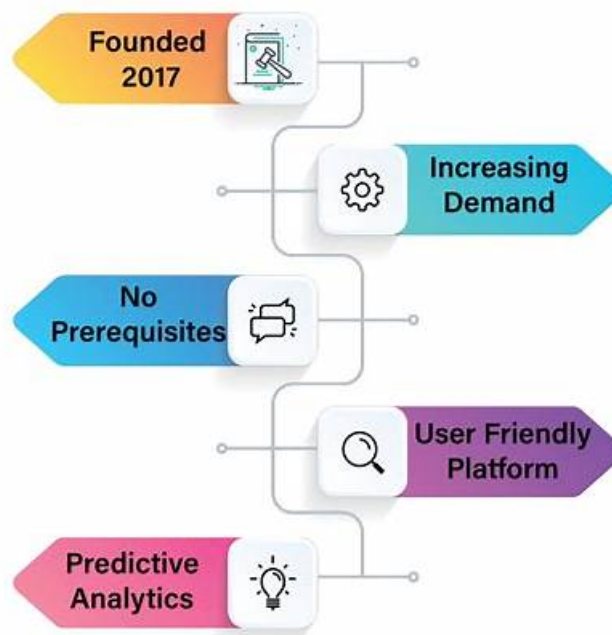 Founded
2017
Increasing
Demand
No
Prerequisites
User Friendly
Platform
Predictive
Analytics